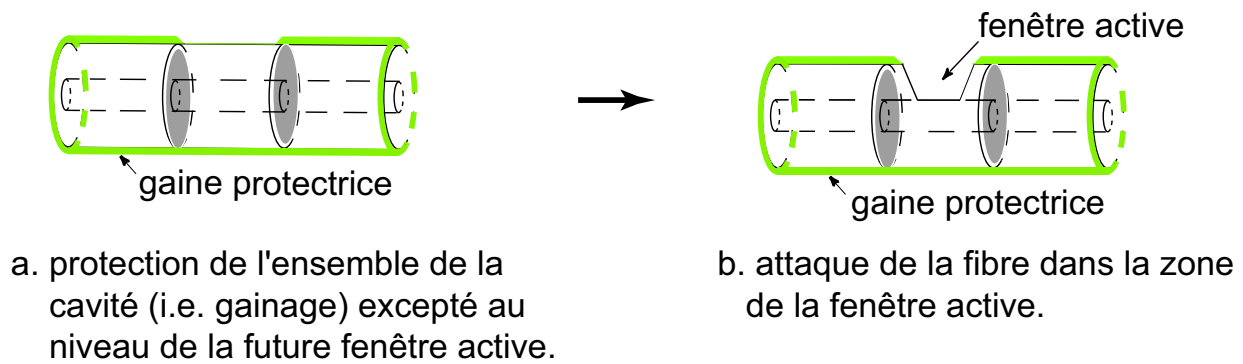 fenêtre active
gaine protectrice
gaine protectrice
a. protection de l'ensemble de la
cavité (i.e. gainage) excepté au
niveau de la future fenêtre active.
b. attaque de la fibre dans la zone
de la fenêtre active.